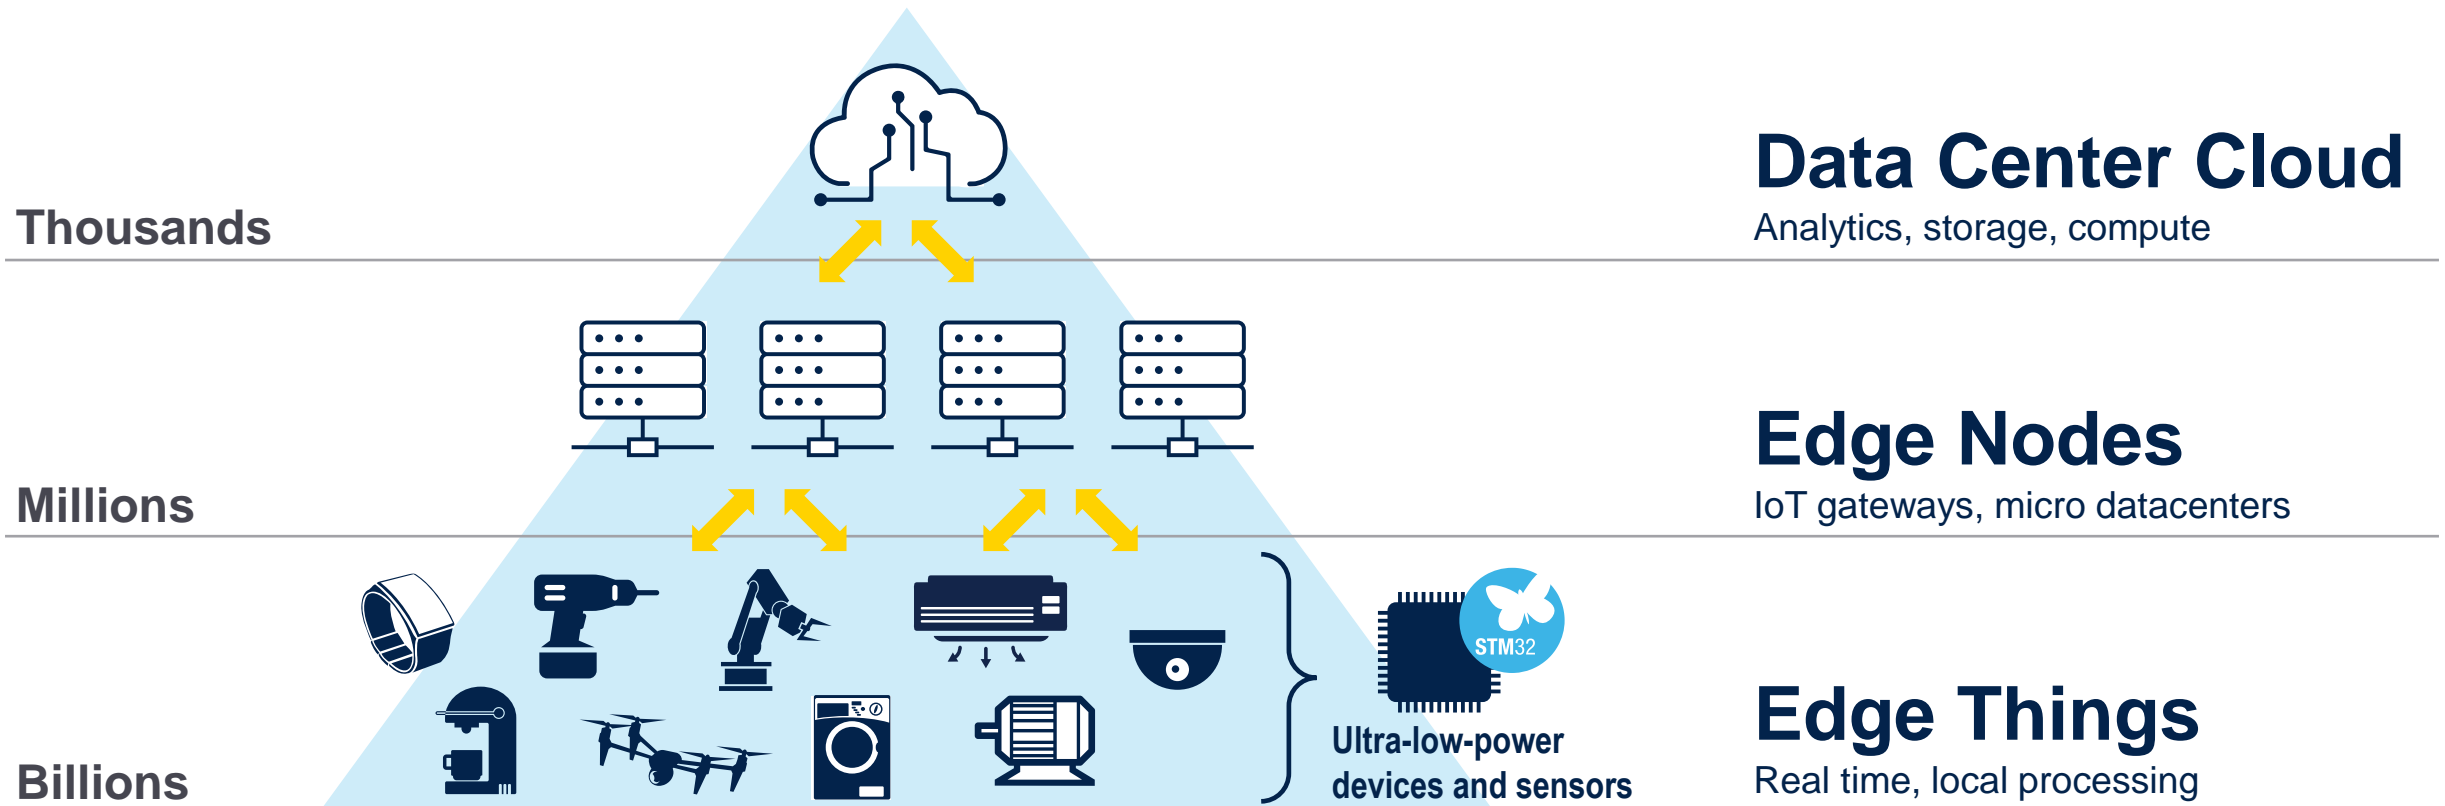 Data Center Cloud
Thousands
Analytics, storage, compute
Edge Nodes
Millions
IoT gateways, micro datacenters
STM32
Edge Things
Ultra-low-power
devices and sensors
Billions
Real time, local processing